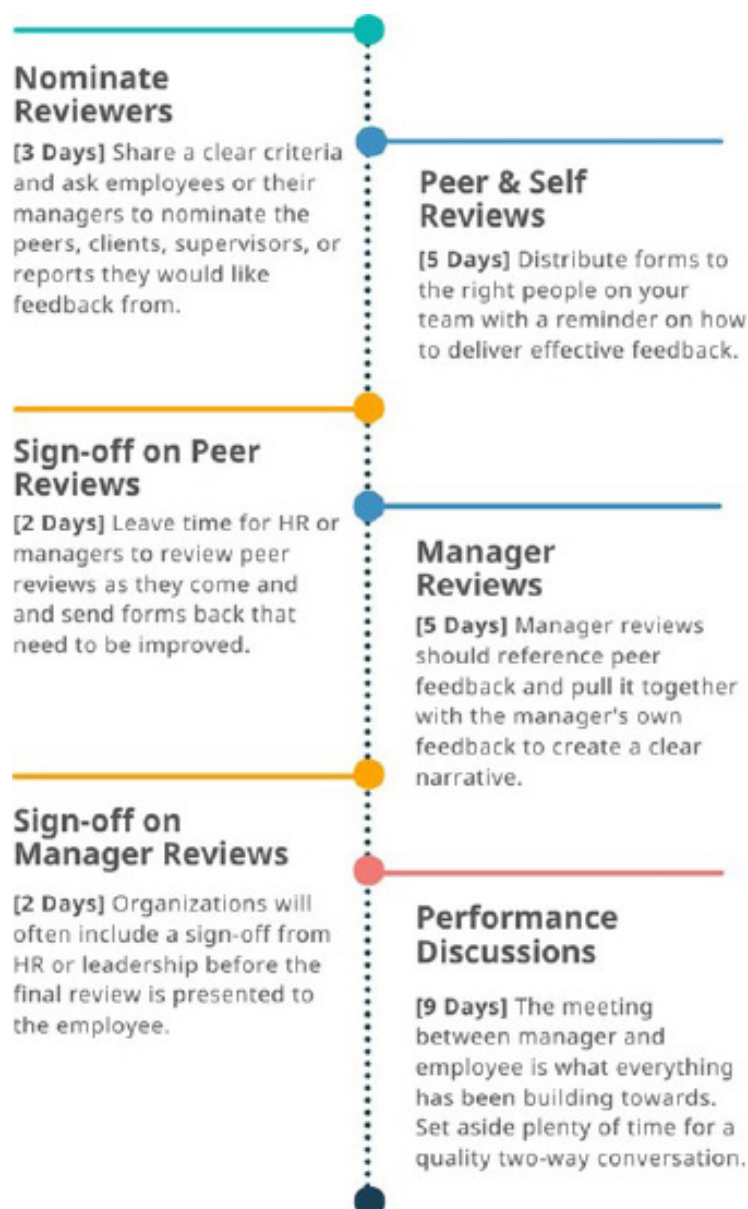 Nominate
Reviewers
[3 Days] Share a clear criteria
and ask employees or their
managers to nominate the
peers, clients, supervisors, or
reports they would like
feedback from.
Peer & Self
Reviews
[5 Days] Distribute forms to
the right people on your
team with a reminder on how
to deliver effective feedback.
Sign-off on Peer
Reviews
[2 Days] Leave time for HR or
managers to review peer
reviews as they come and
and send forms back that
need to be improved.
Manager
Reviews
[5 Days] Manager reviews
should reference peer
feedback and pull it together
with the manager's own
feedback to create a clear
narrative.
Sign-off on
Manager Reviews
[2 Days] Organizations will
often include a sign-off from
HR or leadership before the
final review is presented to
the employee.
Performance
Discussions
[9 Days] The meeting
between manager and
employee is what everything
has been building towards.
Set aside plenty of time for a
quality two-way conversation.